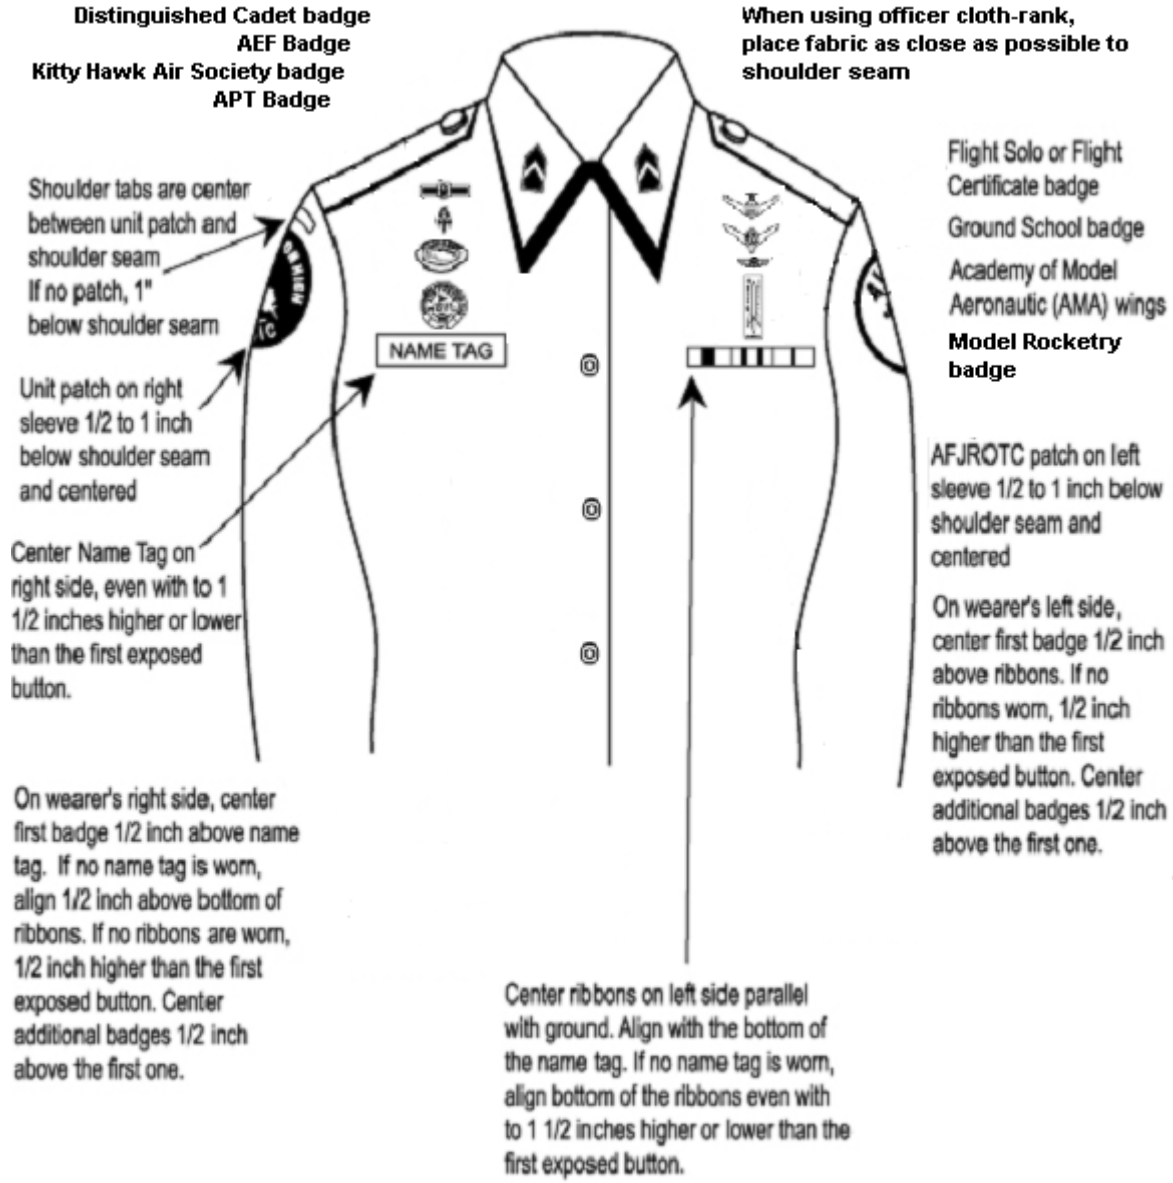 Distinguished Cadet badge
AEF Badge
Kitty Hawk Air Society badge
APT Badge
When using officer cloth-rank,
place fabric as close as possible to
shoulder seam
Shoulder tabs are center
between unit patch and
shoulder seam
If no patch, 1"
below shoulder seam
Unit patch on right
sleeve 1/2 to 1 inch
below shoulder seam
and centered
Center Name Tag on
right side, even with to 1
1/2 inches higher or lower
than the first exposed
button.
On wearer's right side, center
first badge 1/2 inch above name
tag. If no name tag is worn,
align 1/2 inch above bottom of
ribbons. If no ribbons are worn,
1/2 inch higher than the first
exposed button. Center
additional badges 1/2 inch
above the first one.
NAME TAG
Center ribbons on left side parallel
with ground. Align with the bottom of
the name tag. If no name tag is worn,
align bottom of the ribbons even with
to 1 1/2 inches higher or lower than the
first exposed button.
Flight Solo or Flight
Certificate badge
Ground School badge
Academy of Model
Aeronautic (AMA) wings
Model Rocketry
badge
AFJROTC patch on left
sleeve 1/2 to 1 inch below
shoulder seam and
centered
On wearer's left side,
center first badge 1/2 inch
above ribbons. If no
ribbons worn, 1/2 inch
higher than the first
exposed button. Center
additional badges 1/2 inch
above the first one.